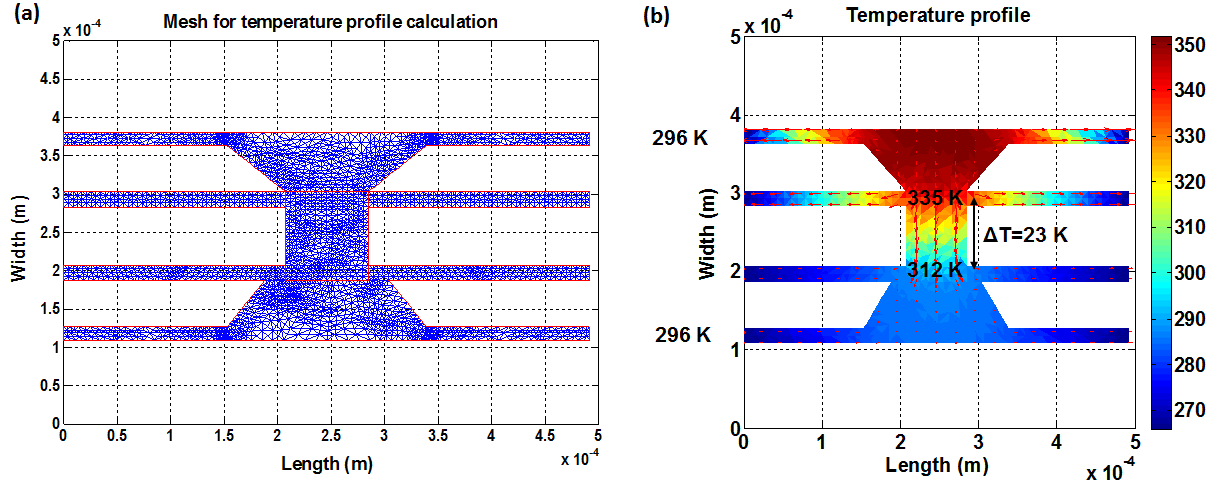 (a)
Mesh for temperature profile calculation
x 10⁻⁴
5
4.5
4
3.5
3
2.5
2
1.5
1
0.5
0
Width (m )
0 0.5 1 1.5 2 2.5 3 3.5 4 4.5 5
Length (m)
x 10⁻⁴
(b)
Temperature profile
x 10⁻⁴
5
4
3
2
1
0
Width (m)
296 K
296 K
335 K
ΔT=23 K
312 K
0 1 2 3 4 5
Length (m)
x 10⁻⁴
350
340
330
320
310
300
290
280
270